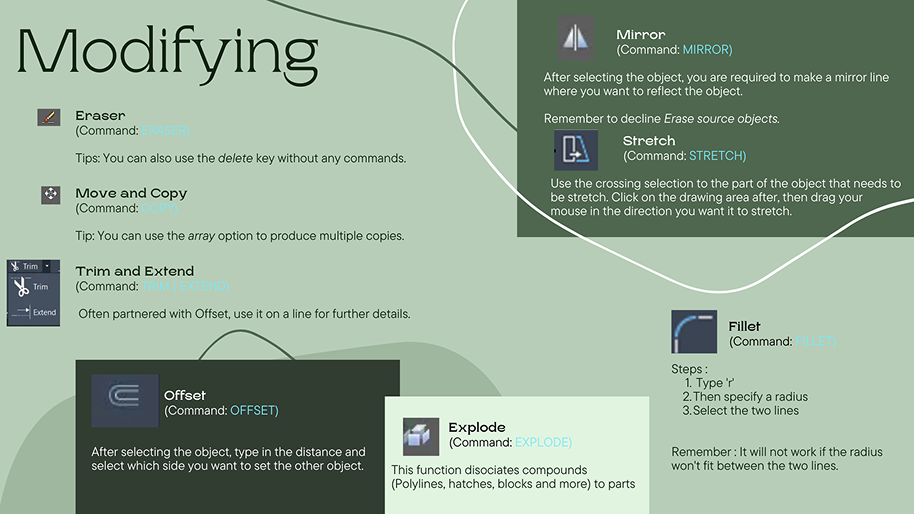 Modifying
Eraser
(Command: ERASER)
Tips: You can also use the delete key without any commands.
Move and Copy
(Command:
Tip: You can use the array option to produce multiple copies.
Trim
Trim
Extend
Trim and Extend
(Command:
Often partnered with Offset, use it on a line for further details.
Offset
(Command: OFFSET)
After selecting the object, type in the distance and
select which side you want to set the other object.
Explode
(Command: EXPLODE)
This function disociates compounds
(Polylines, hatches, blocks and more) to parts
Mirror
(Command: MIRROR)
After selecting the object, you are required to make a mirror line
where you want to reflect the object.
Remember to decline Erase source objects.
Stretch
(Command: STRETCH)
Use the crossing selection to the part of the object that needs to
be stretch. Click on the drawing area after, then drag your
mouse in the direction you want it to stretch.
Fillet
(Command: FILLET)
Steps :
1. Type 'r'
2.Then specify a radius
3.Select the two lines
Remember : It will not work if the radius
won't fit between the two lines.